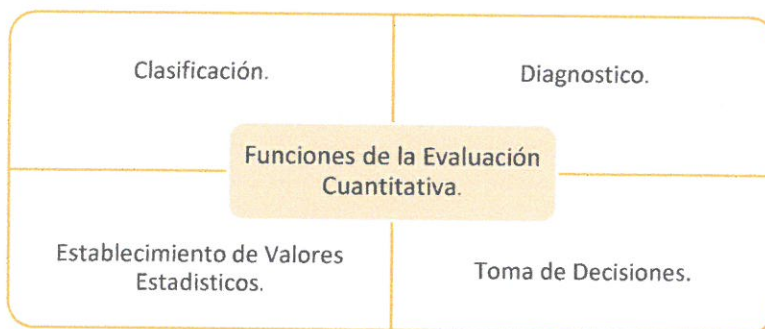 Clasificación.
Diagnostico.
Funciones de la Evaluación
Cuantitativa.
Establecimiento de Valores
Estadisticos.
Toma de Decisiones.